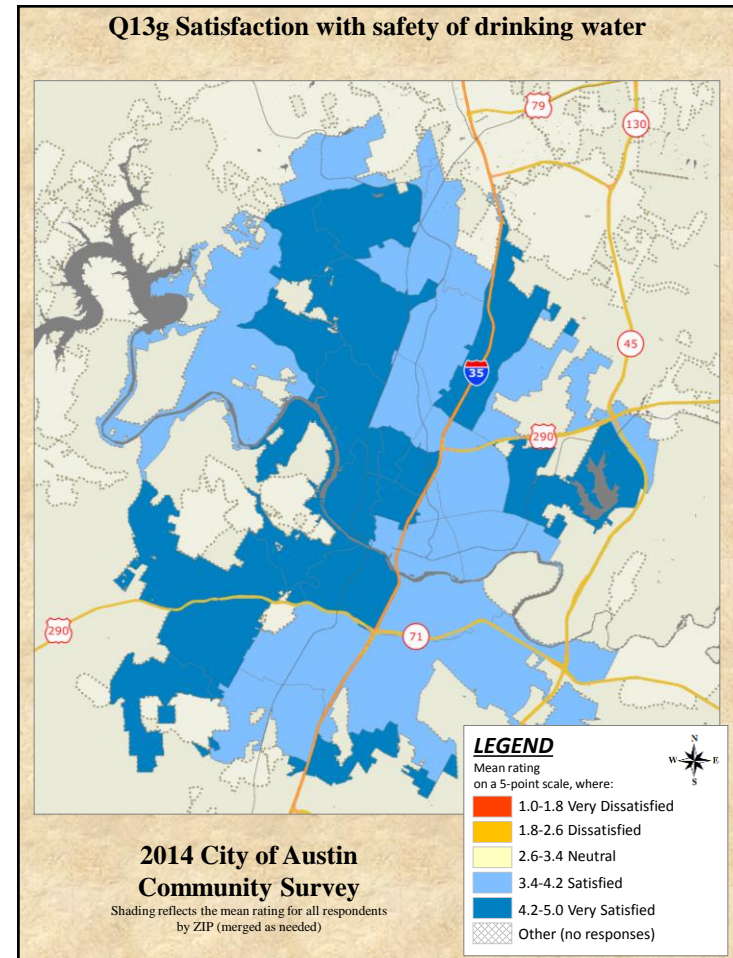 Q13g Satisfaction with safety of drinking water
79
130
45
35
290
290
71
LEGEND
Mean rating
on a 5-point scale, where:
1.0-1.8 Very Dissatisfied
1.8-2.6 Dissatisfied
2.6-3.4 Neutral
3.4-4.2 Satisfied
4.2-5.0 Very Satisfied
Other (no responses)
N
W E
S
2014 City of Austin
Community Survey
Shading reflects the mean rating for all respondents
by ZIP (merged as needed)